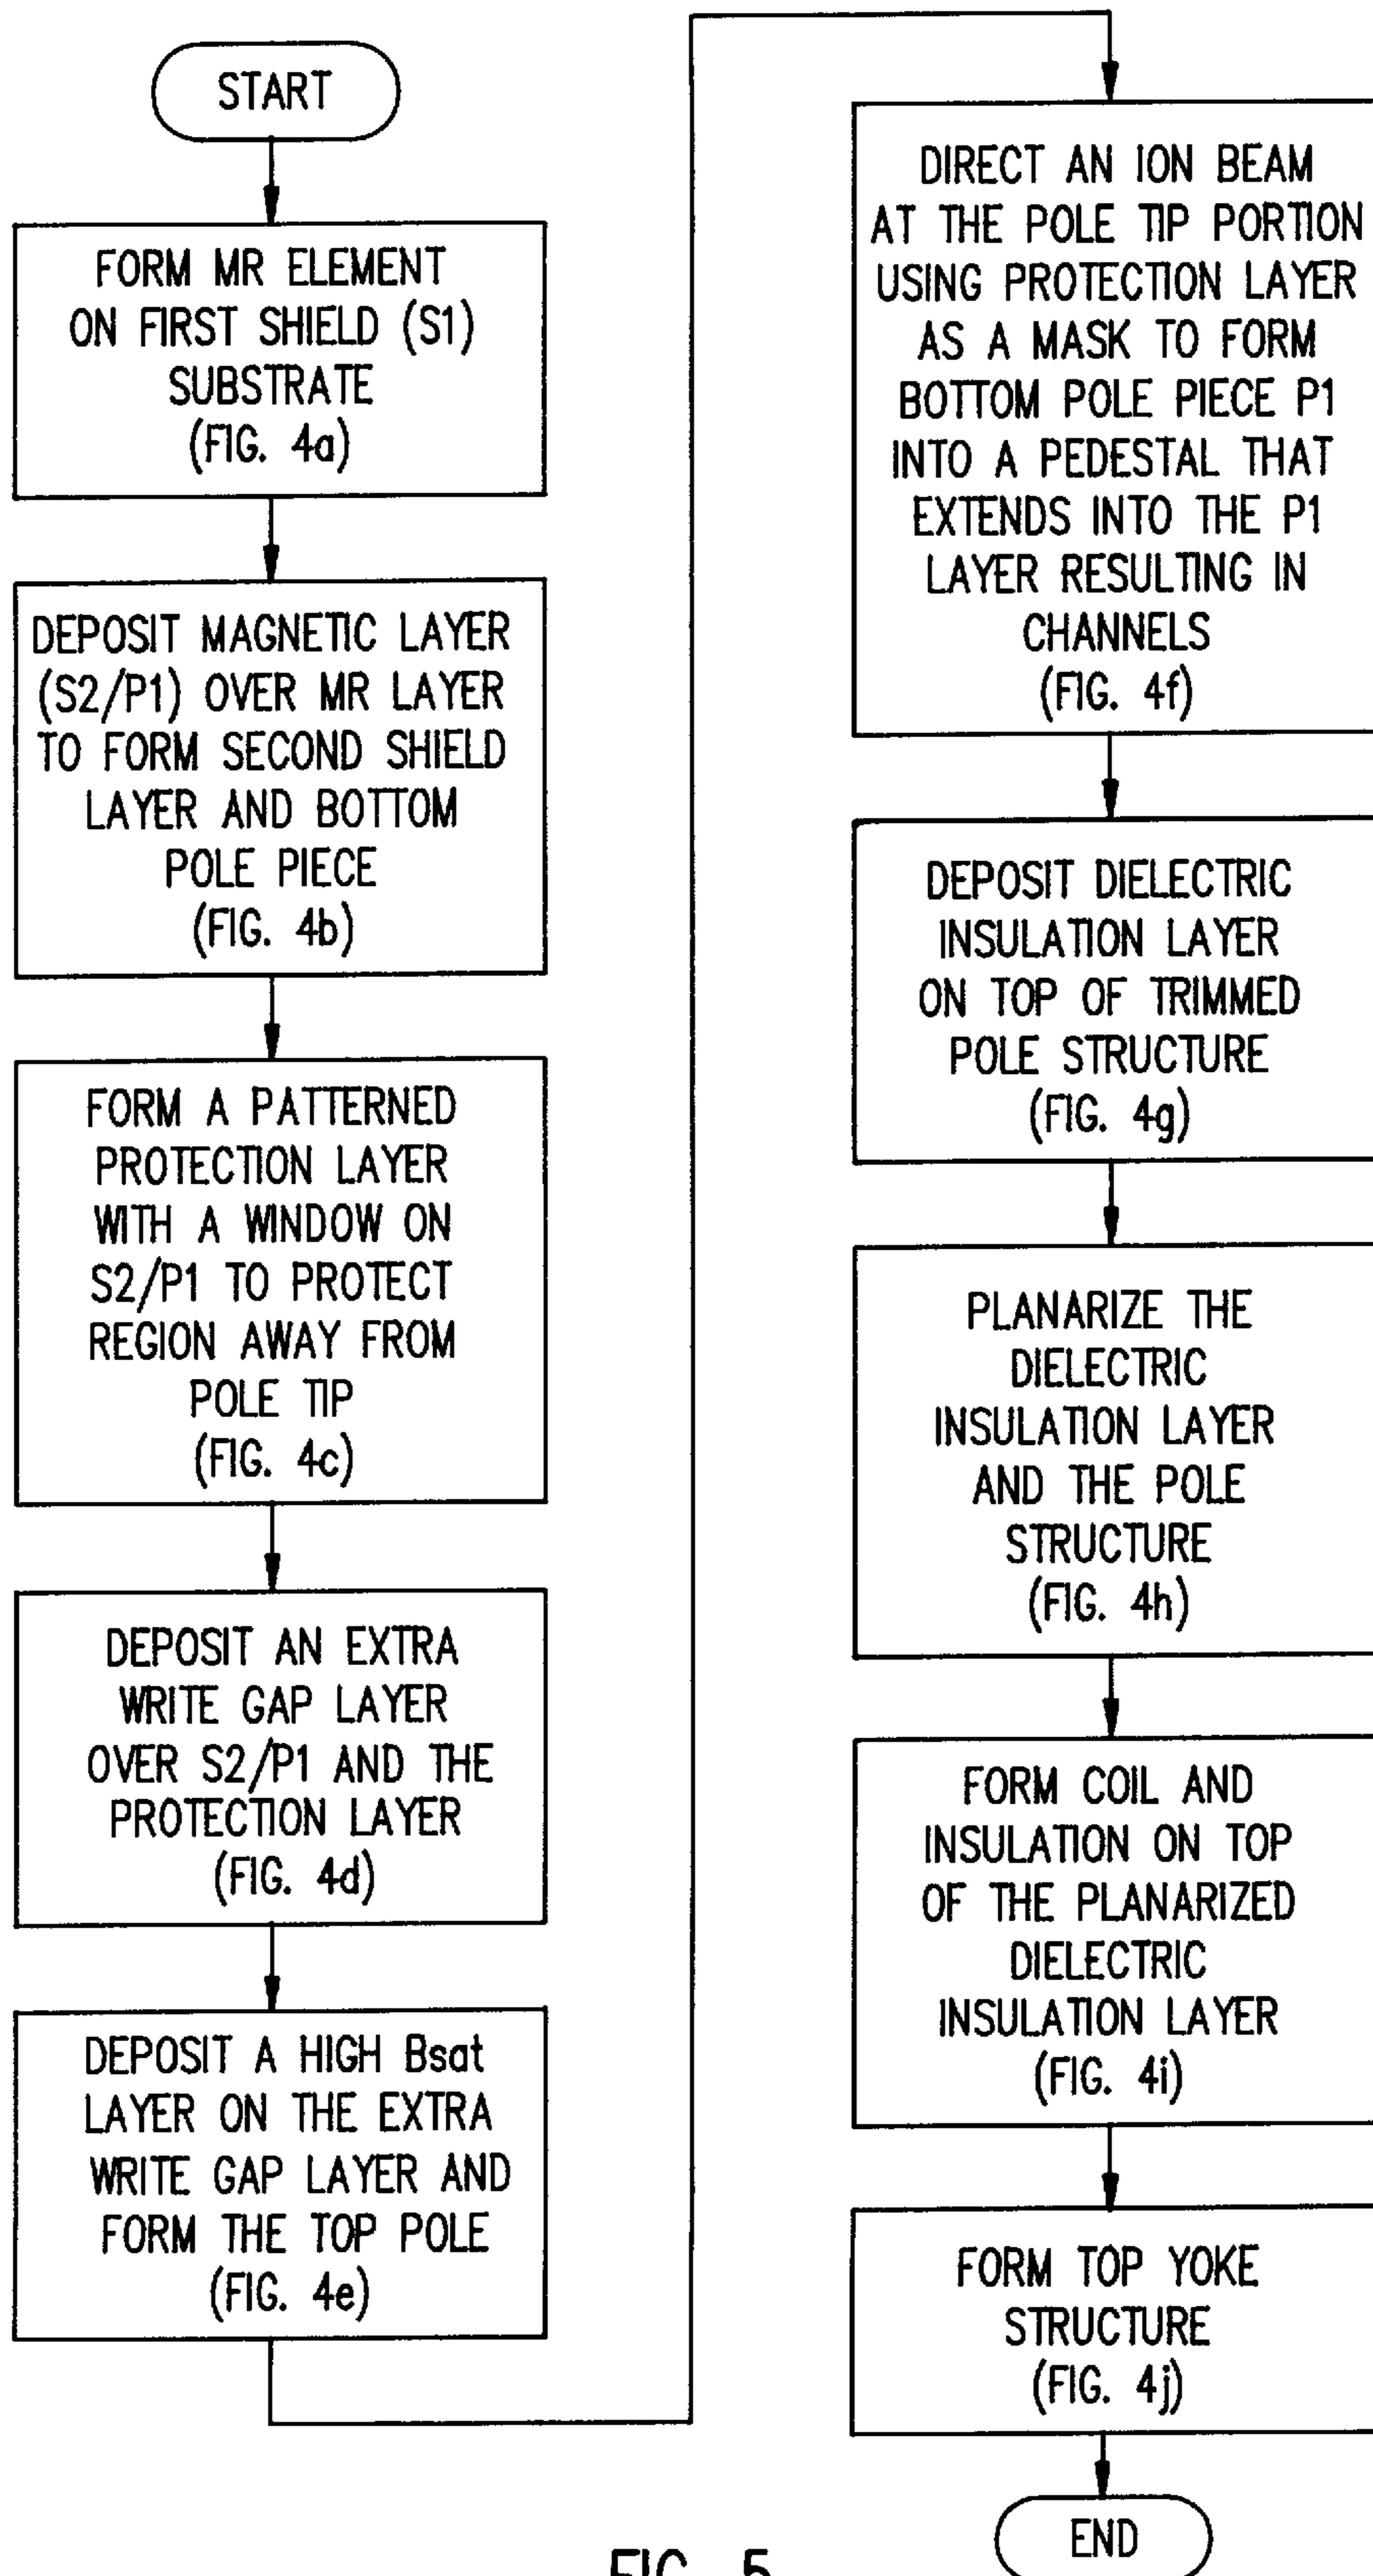 START
FORM MR ELEMENT
ON FIRST SHIELD (S1)
SUBSTRATE
(FIG. 4a)
DEPOSIT MAGNETIC LAYER
(S2/P1) OVER MR LAYER
TO FORM SECOND SHIELD
LAYER AND BOTTOM
POLE PIECE
(FIG. 4b)
FORM A PATTERNED
PROTECTION LAYER
WITH A WINDOW ON
S2/P1 TO PROTECT
REGION AWAY FROM
POLE TIP
(FIG. 4c)
DEPOSIT AN EXTRA
WRITE GAP LAYER
OVER S2/P1 AND THE
PROTECTION LAYER
(FIG. 4d)
DEPOSIT A HIGH Bsat
LAYER ON THE EXTRA
WRITE GAP LAYER AND
FORM THE TOP POLE
(FIG. 4e)
DIRECT AN ION BEAM
AT THE POLE TIP PORTION
USING PROTECTION LAYER
AS A MASK TO FORM
BOTTOM POLE PIECE P1
INTO A PEDESTAL THAT
EXTENDS INTO THE P1
LAYER RESULTING IN
CHANNELS
(FIG. 4f)
DEPOSIT DIELECTRIC
INSULATION LAYER
ON TOP OF TRIMMED
POLE STRUCTURE
(FIG. 4g)
PLANARIZE THE
DIELECTRIC
INSULATION LAYER
AND THE POLE
STRUCTURE
(FIG. 4h)
FORM COIL AND
INSULATION ON TOP
OF THE PLANARIZED
DIELECTRIC
INSULATION LAYER
(FIG. 4i)
FORM TOP YOKE
STRUCTURE
(FIG. 4j)
END
FIG. 5